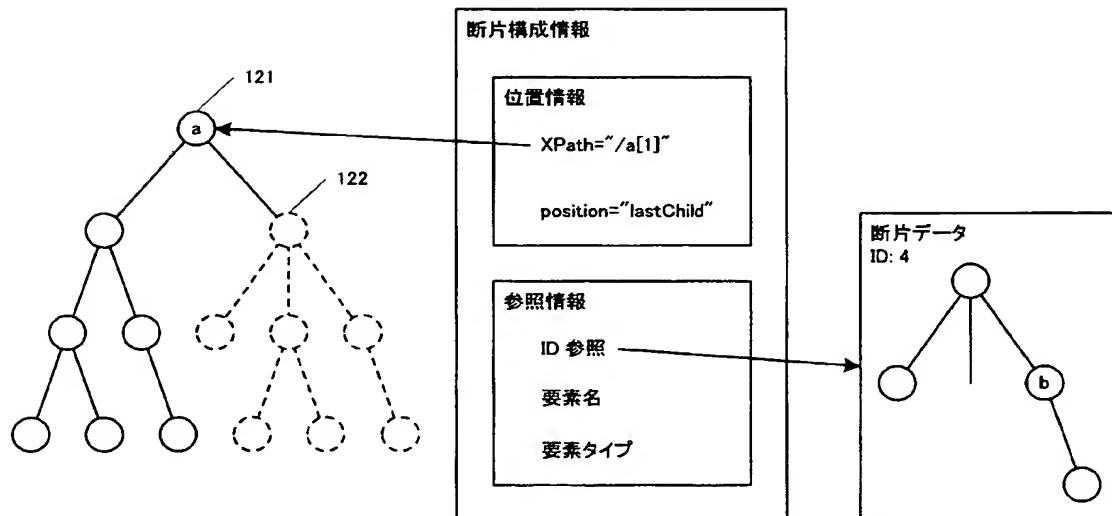 断片構成情報
121
位置情報
a
XPath="/a[1]"
122
position="lastChild"
断片データ
ID: 4
参照情報
ID 参照
b
要素名
要素タイプ